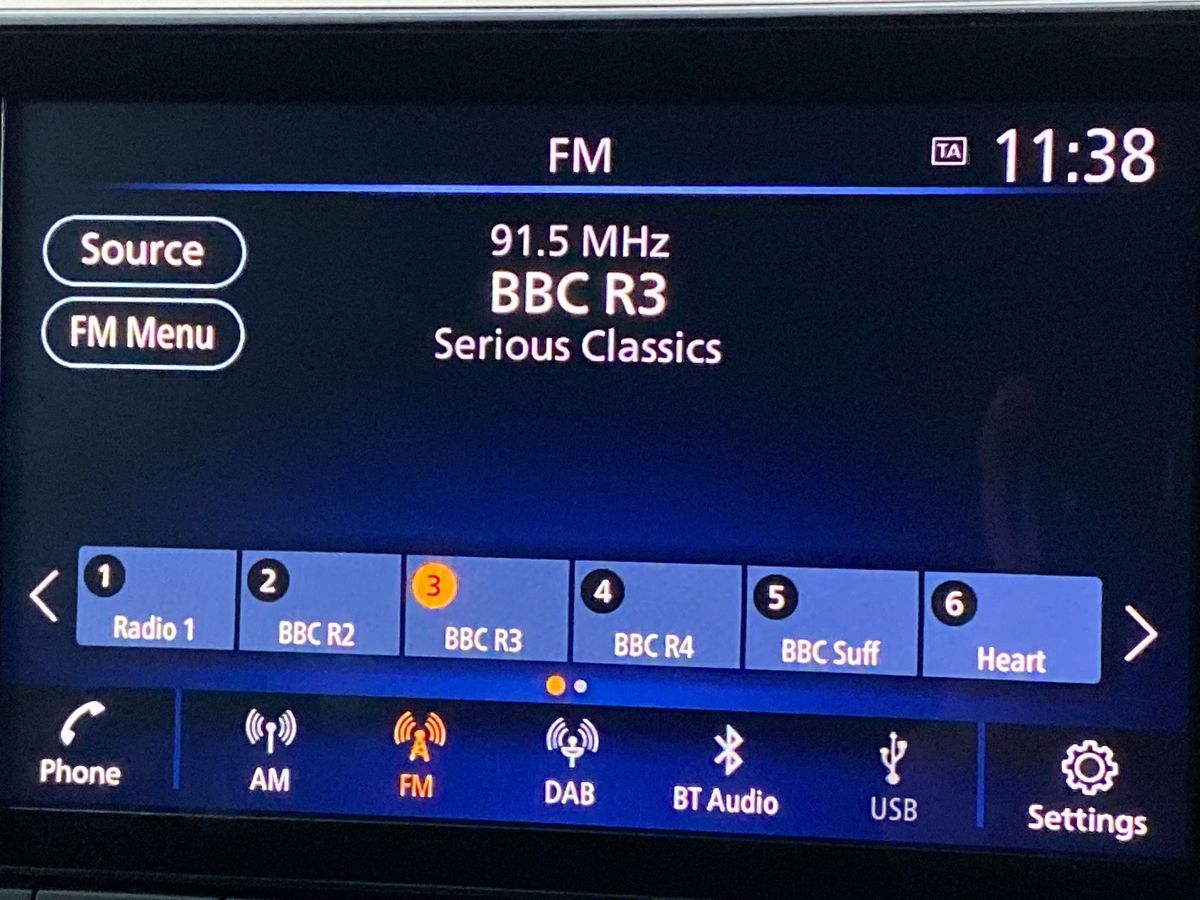 FM
TA
11:38
Source
FM Menu
91.5 MHz
BBC R3
Serious Classics
1
Radio 1
2
BBC R2
3
BBC R3
4
BBC R4
5
BBC Suff
6
Heart
Phone
AM
FM
DAB
BT Audio
USB
Settings